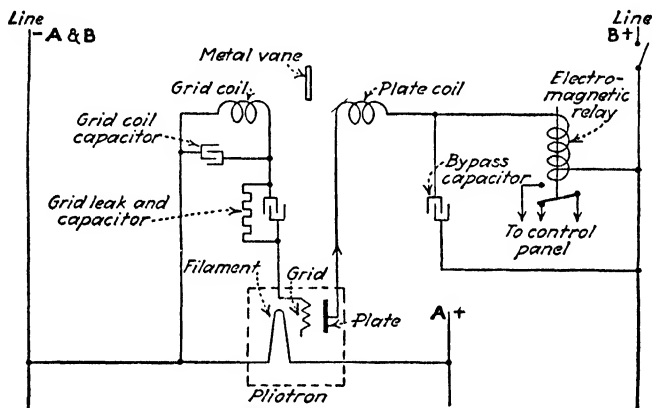 Line
-A & B
Line
B+
Metal vane
Grid coil
Plate coil
Electro-
magnetic
relay
Grid coil
capacitor
Bypass
capacitor
Grid leak and
capacitor
To control
panel
Filament
Grid
Plate
A +
Pliotron